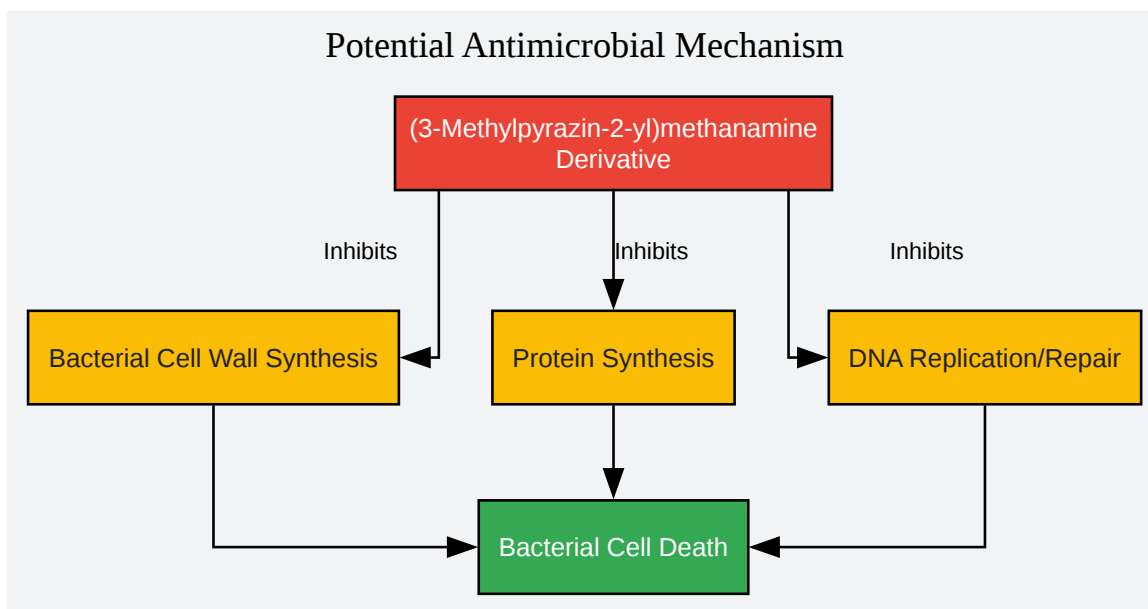 Potential Antimicrobial Mechanism
(3-Methylpyrazin-2-yl)methanamine
Derivative
Inhibits
Inhibits
Inhibits
Bacterial Cell Wall Synthesis
Protein Synthesis
DNA Replication/Repair
Bacterial Cell Death